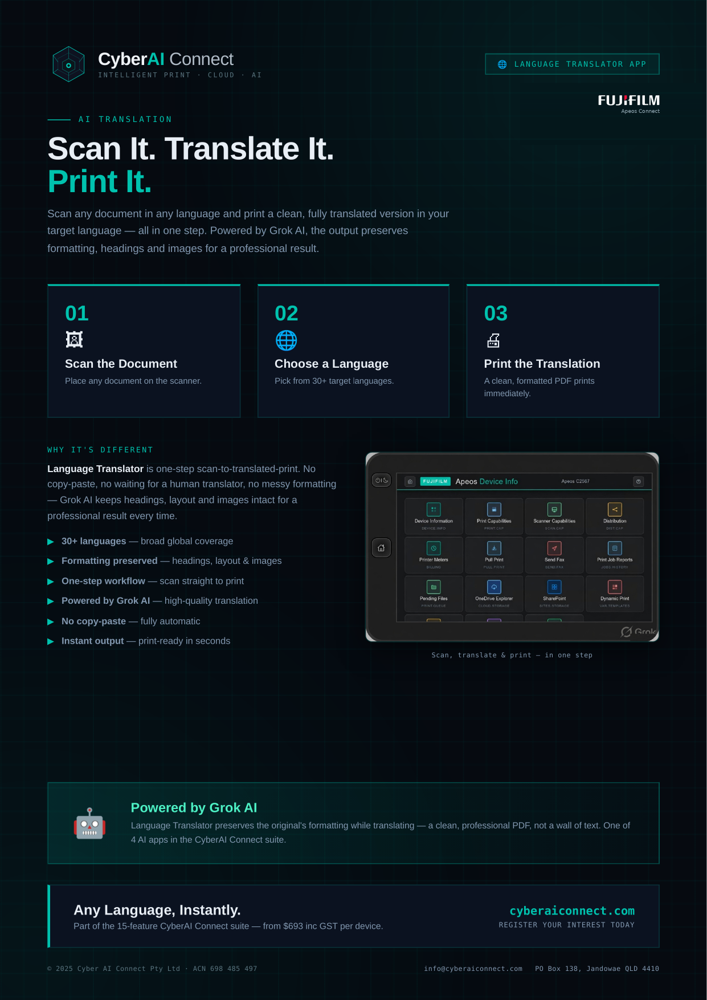 CyberAI Connect
INTELLIGENT PRINT · CLOUD · AI
🌐 LANGUAGE TRANSLATOR APP
FUJIFILM
Apeos Connect
AI TRANSLATION
Scan It. Translate It.
Print It.
Scan any document in any language and print a clean, fully translated version in your
target language — all in one step. Powered by Grok AI, the output preserves
formatting, headings and images for a professional result.
01
Scan the Document
Place any document on the scanner.
02
Choose a Language
Pick from 30+ target languages.
03
Print the Translation
A clean, formatted PDF prints
immediately.
WHY IT'S DIFFERENT
Language Translator is one-step scan-to-translated-print. No
copy-paste, no waiting for a human translator, no messy formatting
— Grok AI keeps headings, layout and images intact for a
professional result every time.
▶ 30+ languages — broad global coverage
▶ Formatting preserved — headings, layout & images
▶ One-step workflow — scan straight to print
▶ Powered by Grok AI — high-quality translation
▶ No copy-paste — fully automatic
▶ Instant output — print-ready in seconds
FUJIFILM Apeos Device Info Apeos C2567
Device Information Print Capabilities Scanner Capabilities Distribution
DEVICE.INFO PRINT.CAP SCAN.CAP DIST.CAP
Printer Meters Pull Print Send Fax Print Job Reports
BILLING PULL.PRINT SEND.FAX JOBS.HISTORY
Pending Files OneDrive Explorer SharePoint Dynamic Print
PRINT.QUEUE CLOUD.STORAGE SITES.STORAGE VAR.TEMPLATES
Grok
Scan, translate & print — in one step
Powered by Grok AI
Language Translator preserves the original's formatting while translating — a clean, professional PDF, not a wall of text. One of
4 AI apps in the CyberAI Connect suite.
Any Language, Instantly.
Part of the 15-feature CyberAI Connect suite — from $693 inc GST per device.
cyberaiconnect.com
REGISTER YOUR INTEREST TODAY
© 2025 Cyber AI Connect Pty Ltd · ACN 698 485 497
info@cyberaiconnect.com PO Box 138, Jandowae QLD 4410